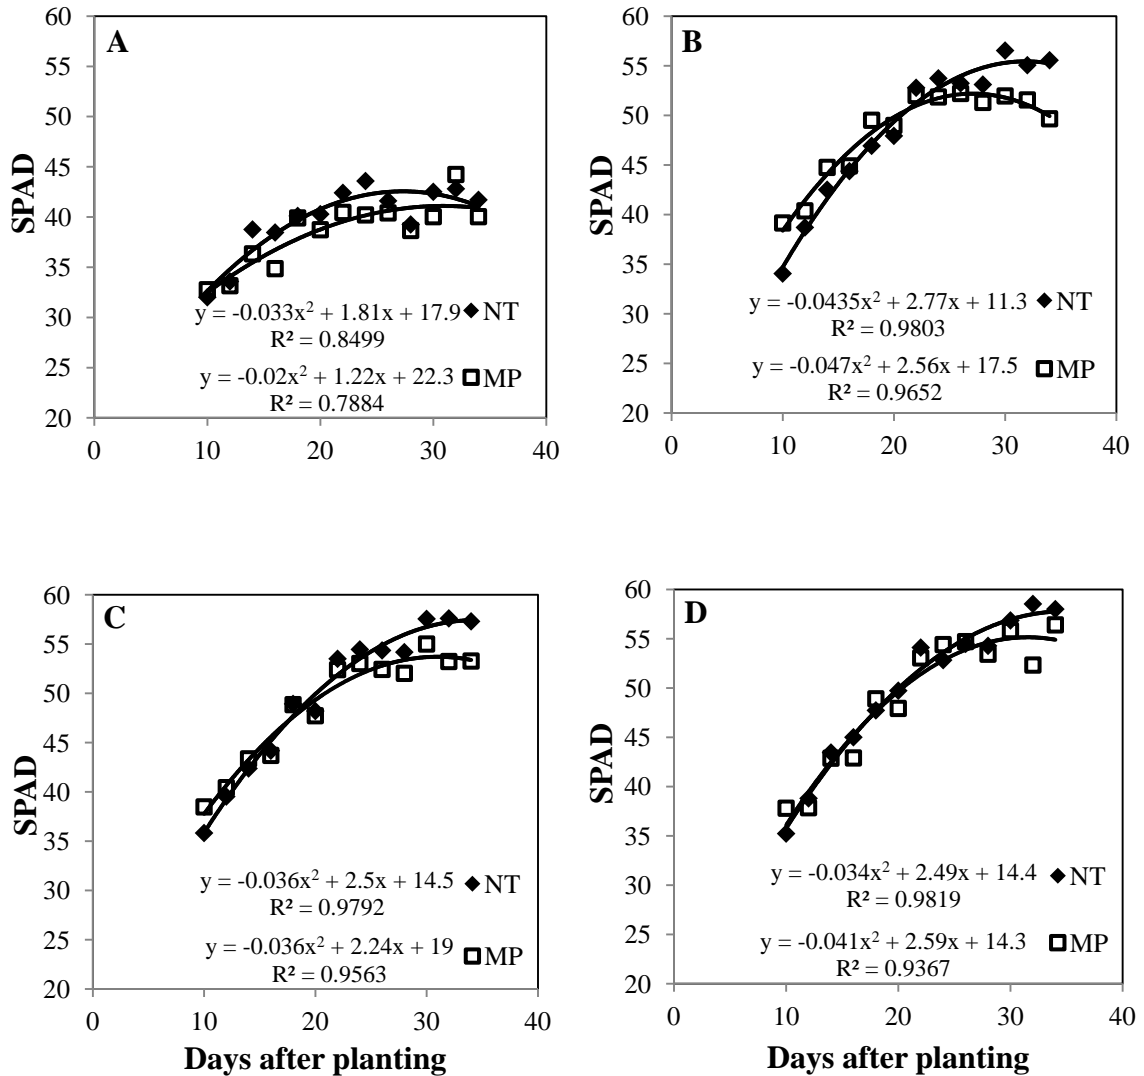 A
60
55
50
45
40
35
30
25
20
SPAD
y = -0.033x² + 1.81x + 17.9
R² = 0.8499
NT
y = -0.02x² + 1.22x + 22.3
R² = 0.7884
MP
0 10 20 30 40
B
60
55
50
45
40
35
30
25
20
SPAD
y = -0.0435x² + 2.77x + 11.3
R² = 0.9803
NT
y = -0.047x² + 2.56x + 17.5
R² = 0.9652
MP
0 10 20 30 40
C
60
55
50
45
40
35
30
25
20
SPAD
y = -0.036x² + 2.5x + 14.5
R² = 0.9792
NT
y = -0.036x² + 2.24x + 19
R² = 0.9563
MP
0 10 20 30 40
Days after planting
D
60
55
50
45
40
35
30
25
20
SPAD
y = -0.034x² + 2.49x + 14.4
R² = 0.9819
NT
y = -0.041x² + 2.59x + 14.3
R² = 0.9367
MP
0 10 20 30 40
Days after planting